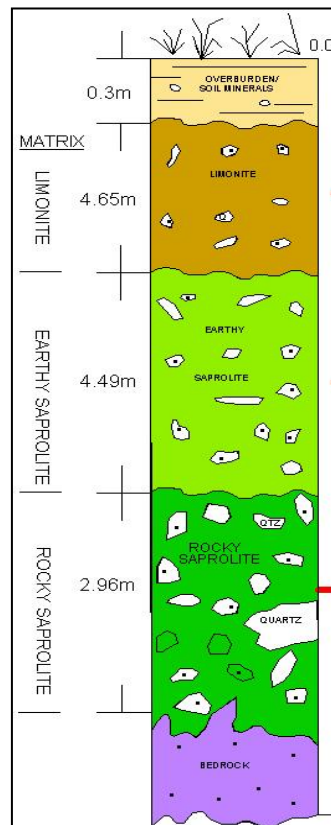 0.0
OVERBURDEN/
SOIL MINERALS
0.3m
MATRIX
LIMONITE
LIMONITE
4.65m
EARTHY
SAPROLITE
EARTHY SAPROLITE
4.49m
QTZ
ROCKY
SAPROLITE
ROCKY SAPROLITE
2.96m
QUARTZ
BEDROCK